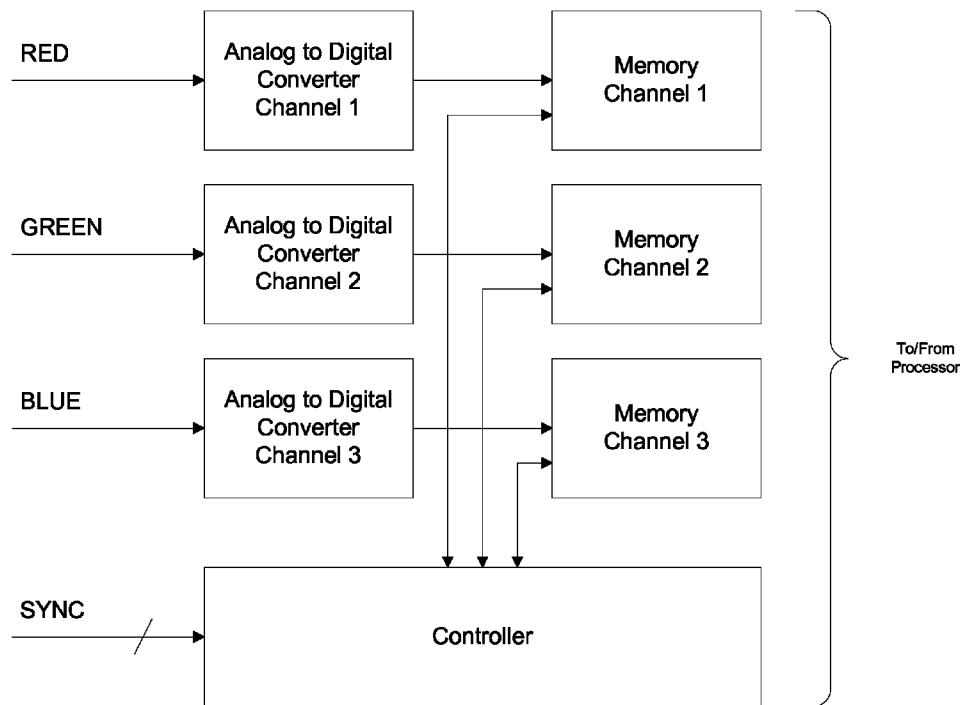 RED
Analog to Digital
Converter
Channel 1
Memory
Channel 1
GREEN
Analog to Digital
Converter
Channel 2
Memory
Channel 2
BLUE
Analog to Digital
Converter
Channel 3
Memory
Channel 3
To/From
Processor
SYNC
Controller